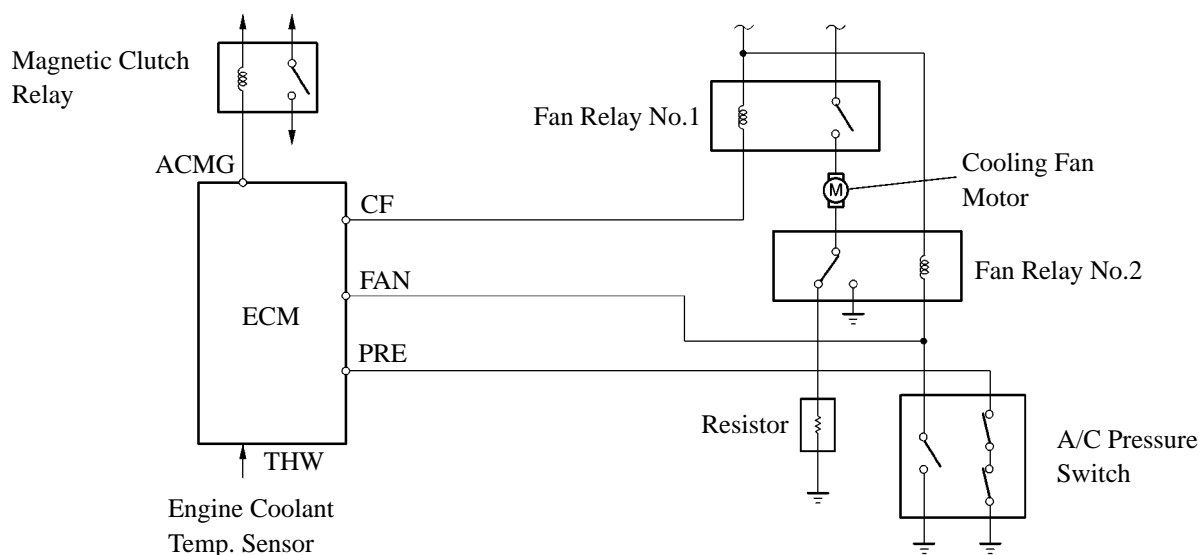 Magnetic Clutch
Relay
ACMG
CF
FAN
ECM
PRE
THW
Engine Coolant
Temp. Sensor
Fan Relay No.1
M
Cooling Fan
Motor
Fan Relay No.2
Resistor
A/C Pressure
Switch